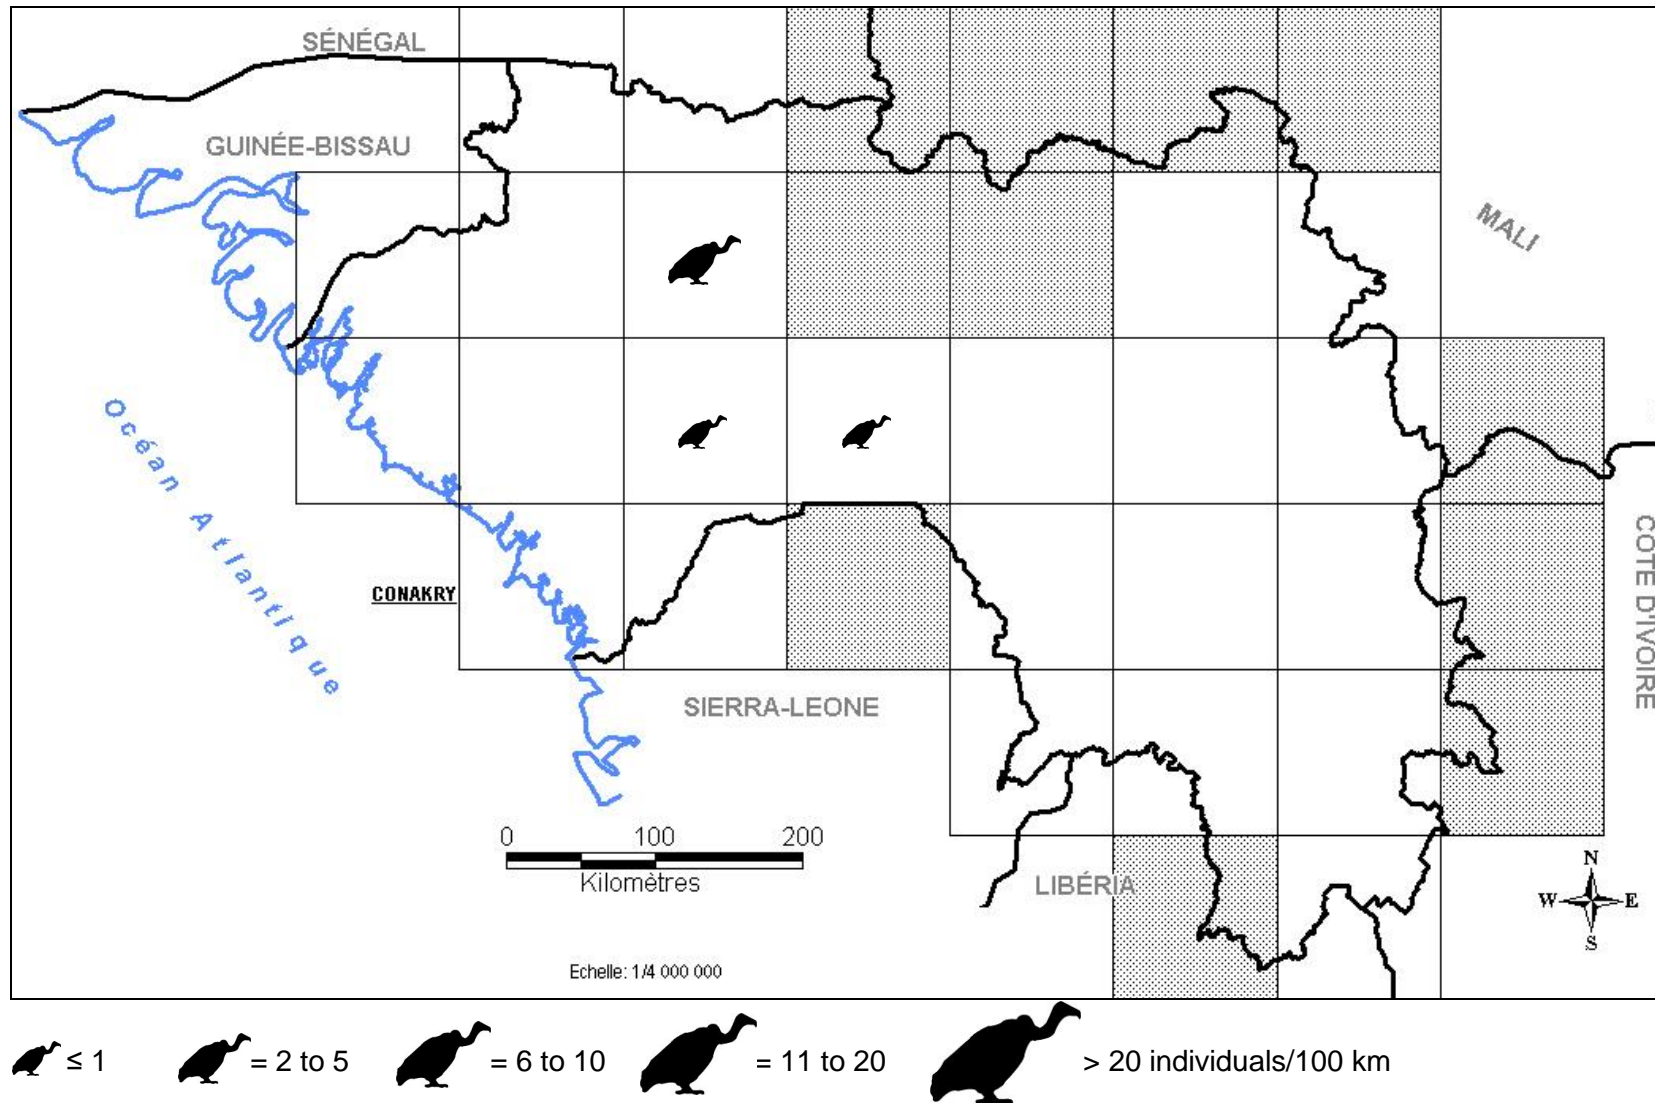 SÉNÉGAL
GUINÉE-BISSAU
MALI
Océan Atlantique
CONAKRY
COTE D'IVOIRE
SIERRA-LEONE
0 100 200
Kilomètres
LIBÉRIA
N
W E
S
Echelle: 1/4 000 000
≤ 1 = 2 to 5 = 6 to 10 = 11 to 20 > 20 individuals/100 km